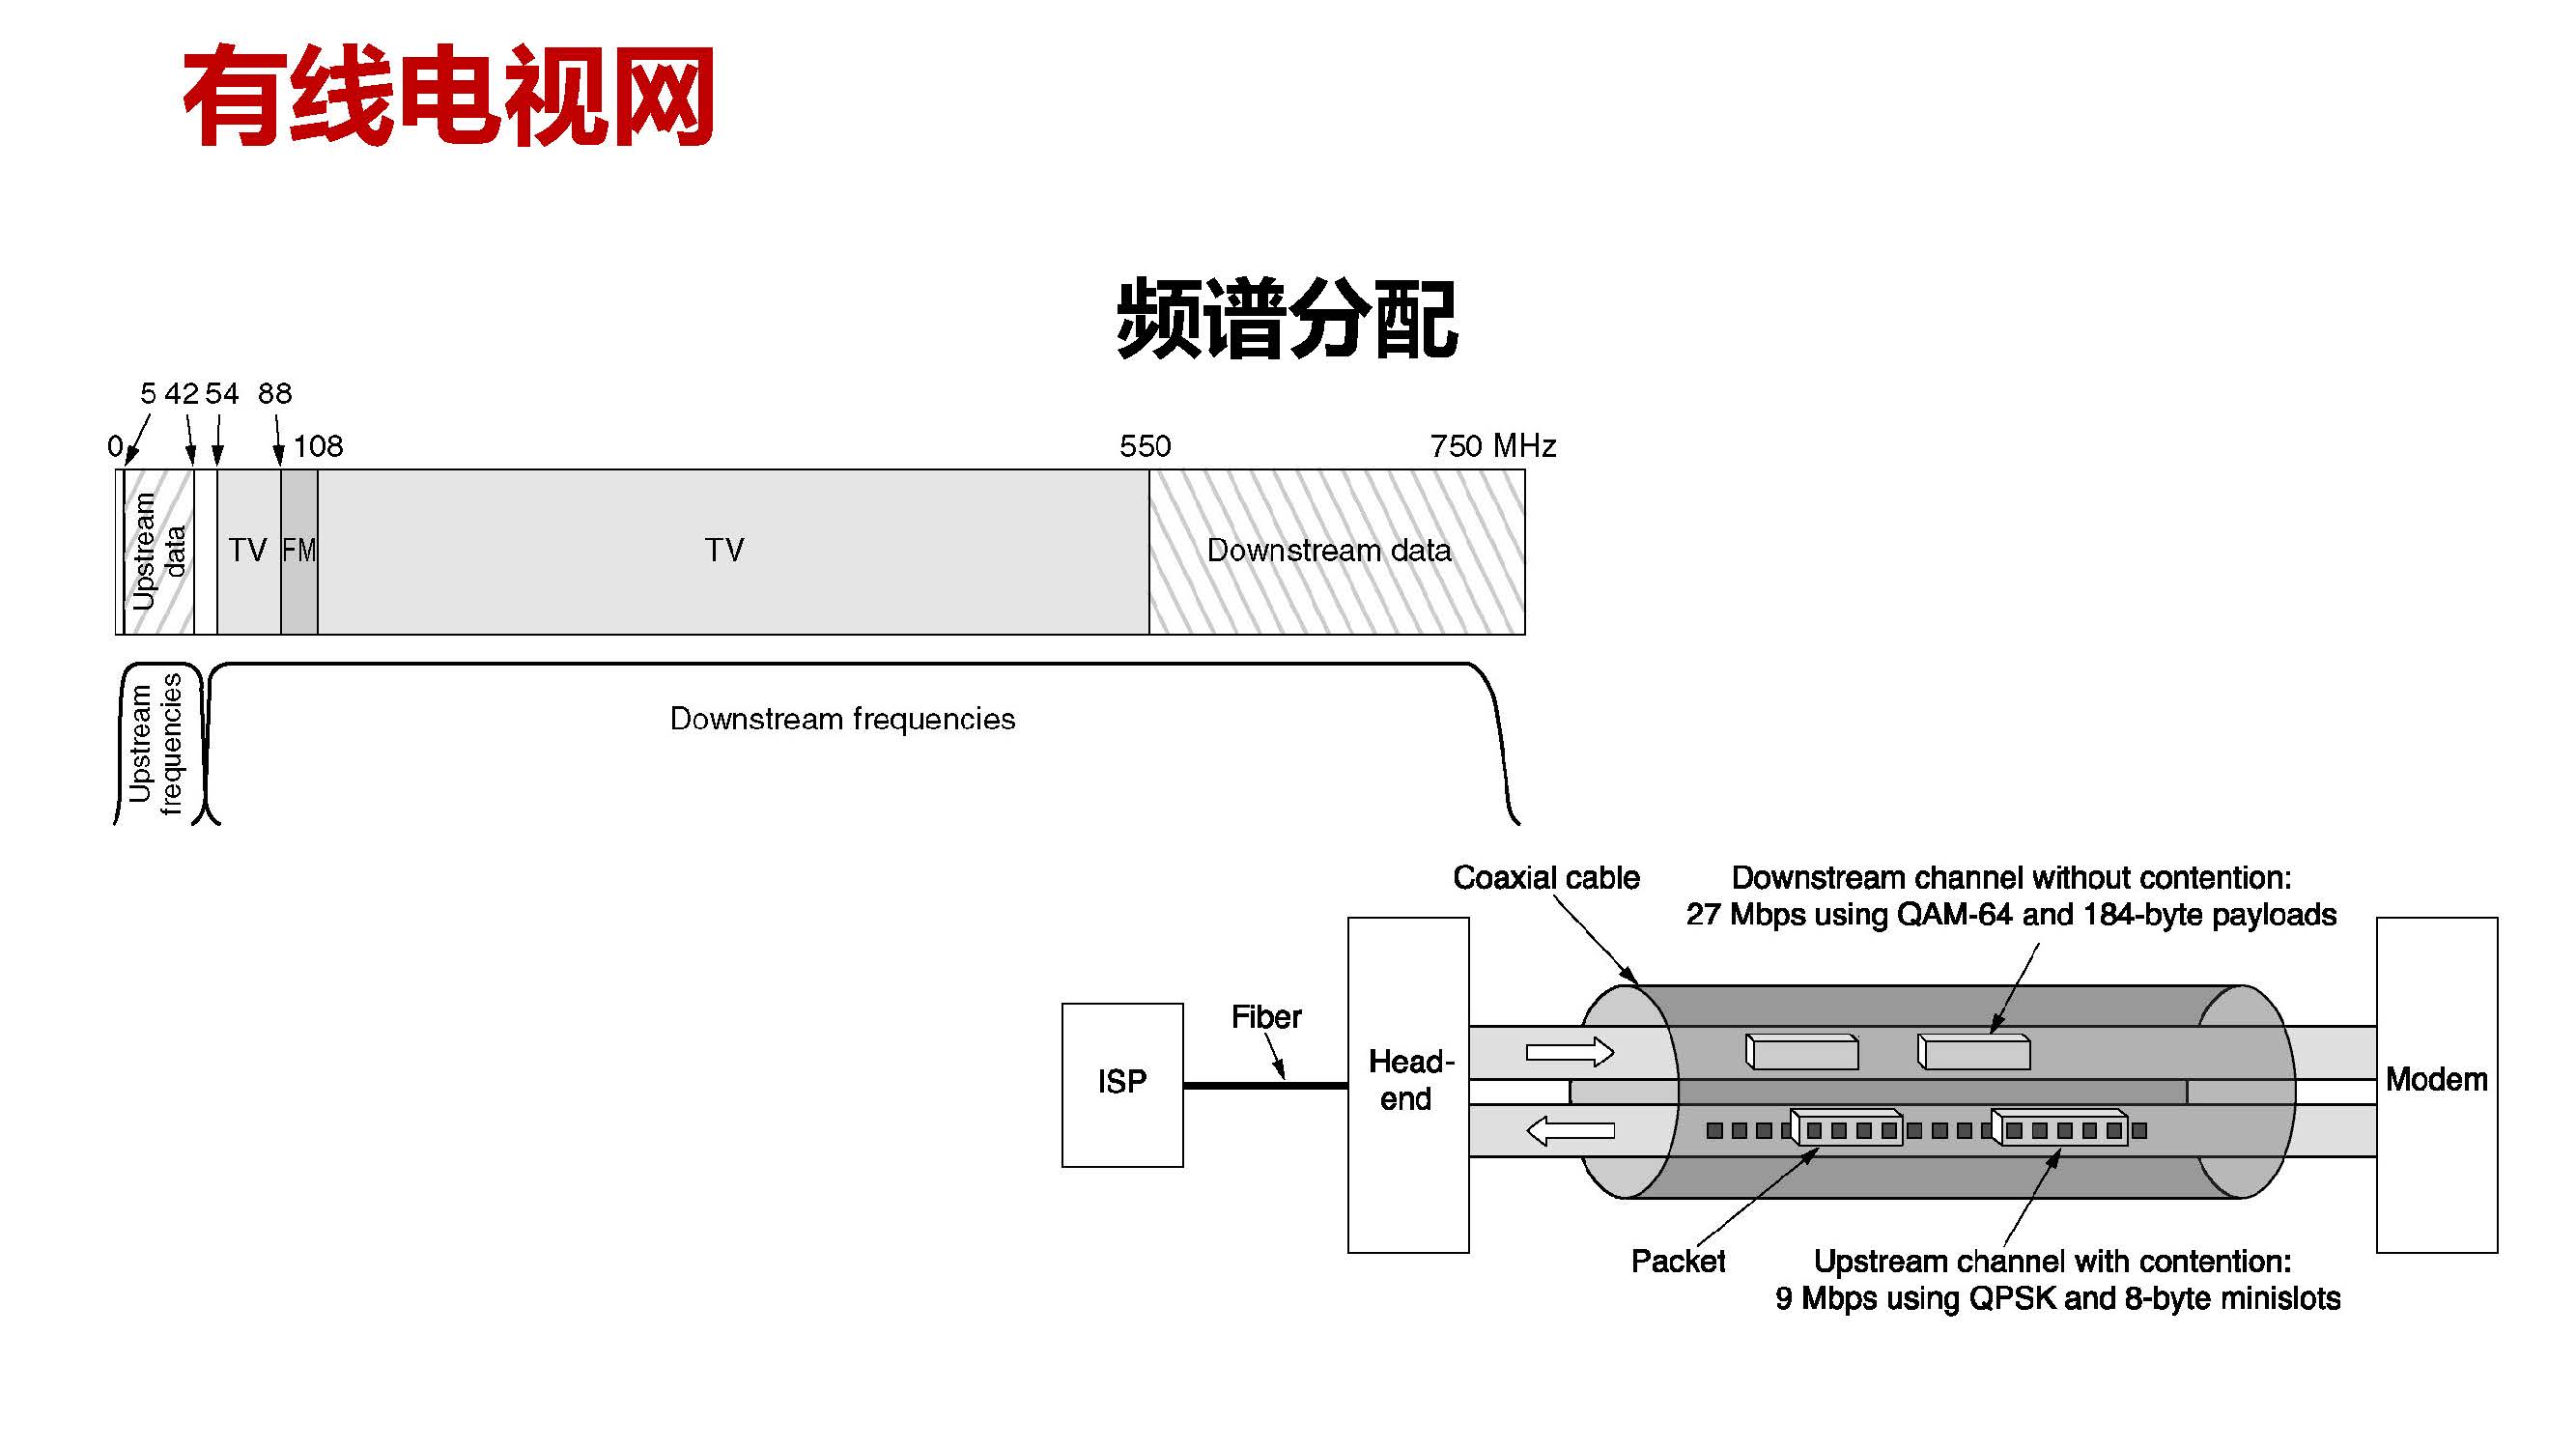 有线电视网
频谱分配
5 42 54 88
0 108 550 750 MHz
Upstream
data
TV FM TV Downstream data
Upstream
frequencies
Downstream frequencies
Coaxial cable
Downstream channel without contention:
27 Mbps using QAM-64 and 184-byte payloads
Fiber
ISP
Head-
end
Modem
Packet
Upstream channel with contention:
9 Mbps using QPSK and 8-byte minislots